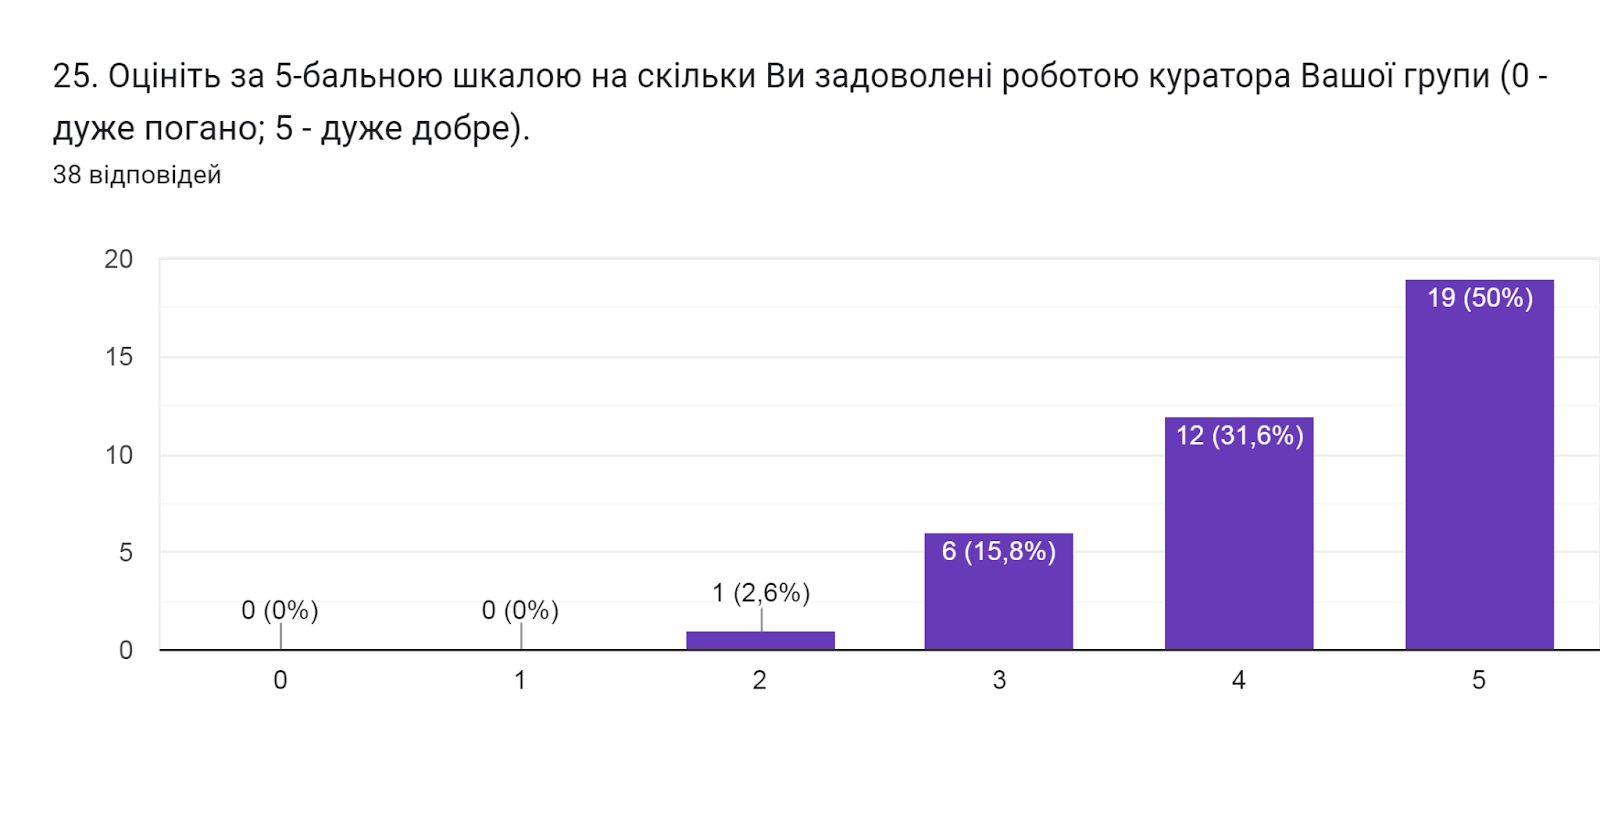 25. Оцініть за 5-бальною шкалою на скільки Ви задоволені роботою куратора Вашої групи (0 -
дуже погано; 5 - дуже добре).
38 відповідей
20
15
10
5
0
0 (0%)
0 (0%)
1 (2,6%)
6 (15,8%)
12 (31,6%)
19 (50%)
0 1 2 3 4 5